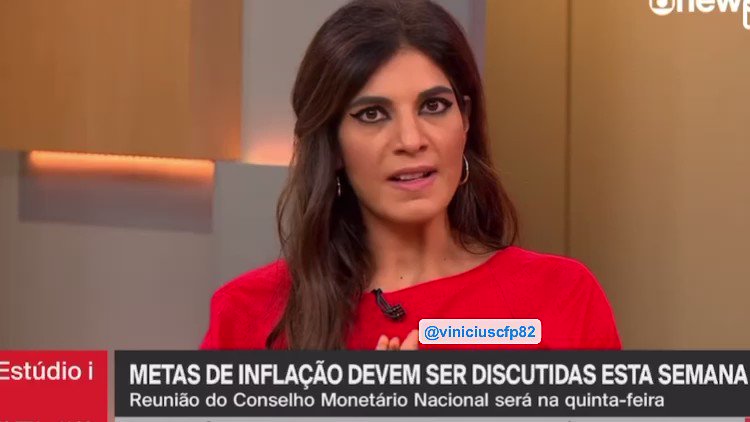 news
@viniciuscfp82
Estúdio i
METAS DE INFLAÇÃO DEVEM SER DISCUTIDAS ESTA SEMANA
Reunião do Conselho Monetário Nacional será na quinta-feira